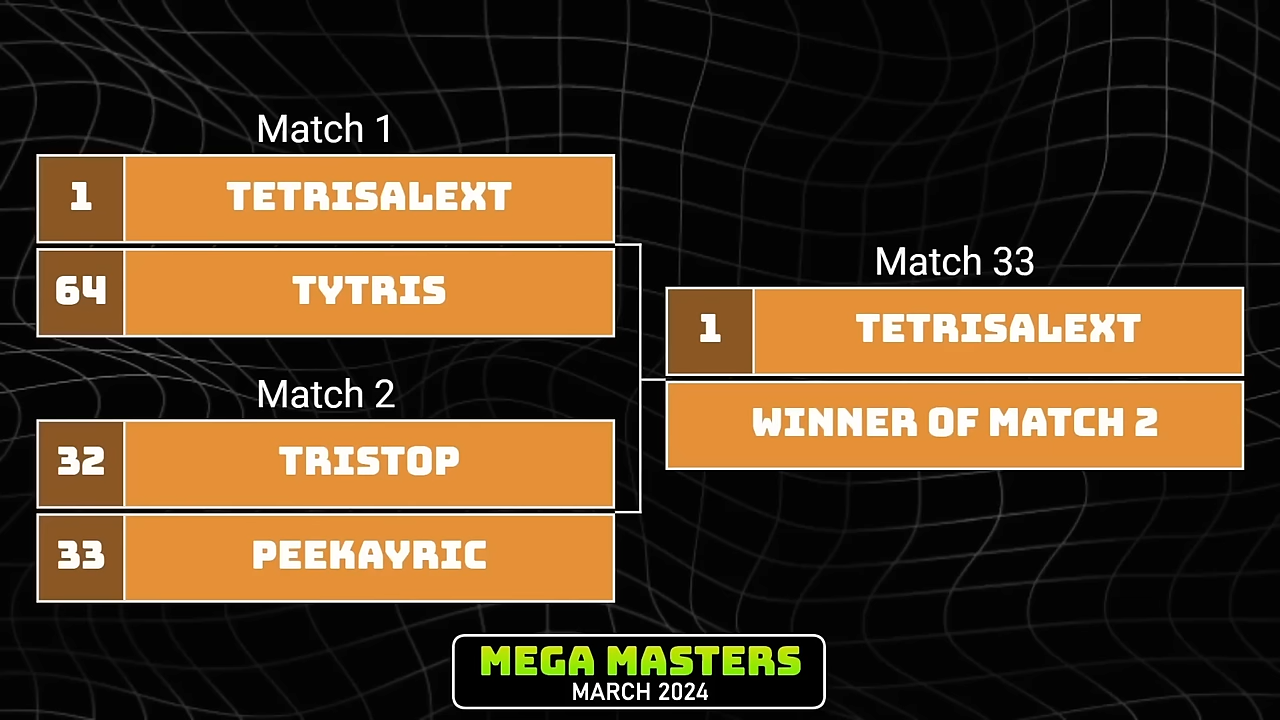 Match 1
1 TETRISALEXT
64 TYTRIS
Match 2
32 TRISTOP
33 PEEKAYRIC
Match 33
1 TETRISALEXT
WINNER OF MATCH 2
MEGA MASTERS
MARCH 2024